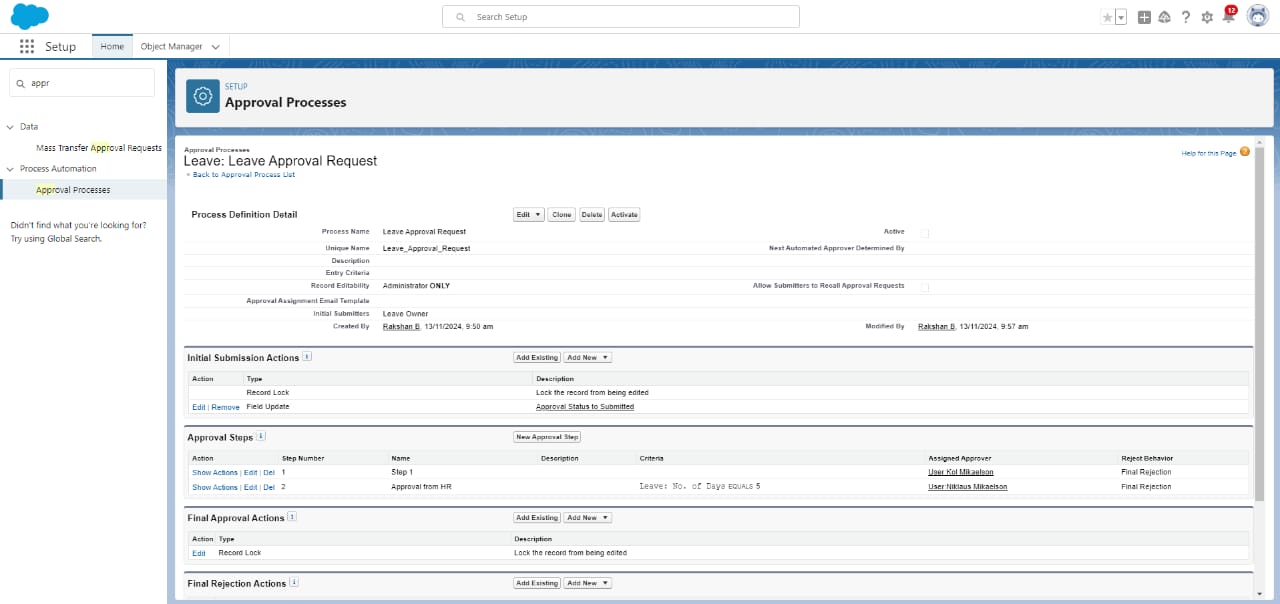 Search Setup
12
Setup
Home
Object Manager
appr
Data
Mass Transfer Approval Requests
Process Automation
Approval Processes
Didn't find what you're looking for?
Try using Global Search.
SETUP
Approval Processes
Approval Processes
Leave: Leave Approval Request
« Back to Approval Process List
Help for this Page
Process Definition Detail
Edit Clone Delete Activate
Process Name Leave Approval Request Active
Unique Name Leave_Approval_Request Next Automated Approver Determined By
Description
Entry Criteria
Record Editability Administrator ONLY Allow Submitters to Recall Approval Requests
Approval Assignment Email Template
Initial Submitters Leave Owner
Created By Rakshan B, 13/11/2024, 9:50 am Modified By Rakshan B, 13/11/2024, 9:57 am
Initial Submission Actions i Add Existing Add New
Action Type Description
Record Lock Lock the record from being edited
Edit | Remove Field Update Approval Status to Submitted
Approval Steps i New Approval Step
Action Step Number Name Description Criteria Assigned Approver Reject Behavior
Show Actions | Edit | Del 1 Step 1 User:Kol Mikaelson Final Rejection
Show Actions | Edit | Del 2 Approval from HR Leave: No. of Days EQUALS 5 User:Niklaus Mikaelson Final Rejection
Final Approval Actions i Add Existing Add New
Action Type Description
Edit Record Lock Lock the record from being edited
Final Rejection Actions i Add Existing Add New